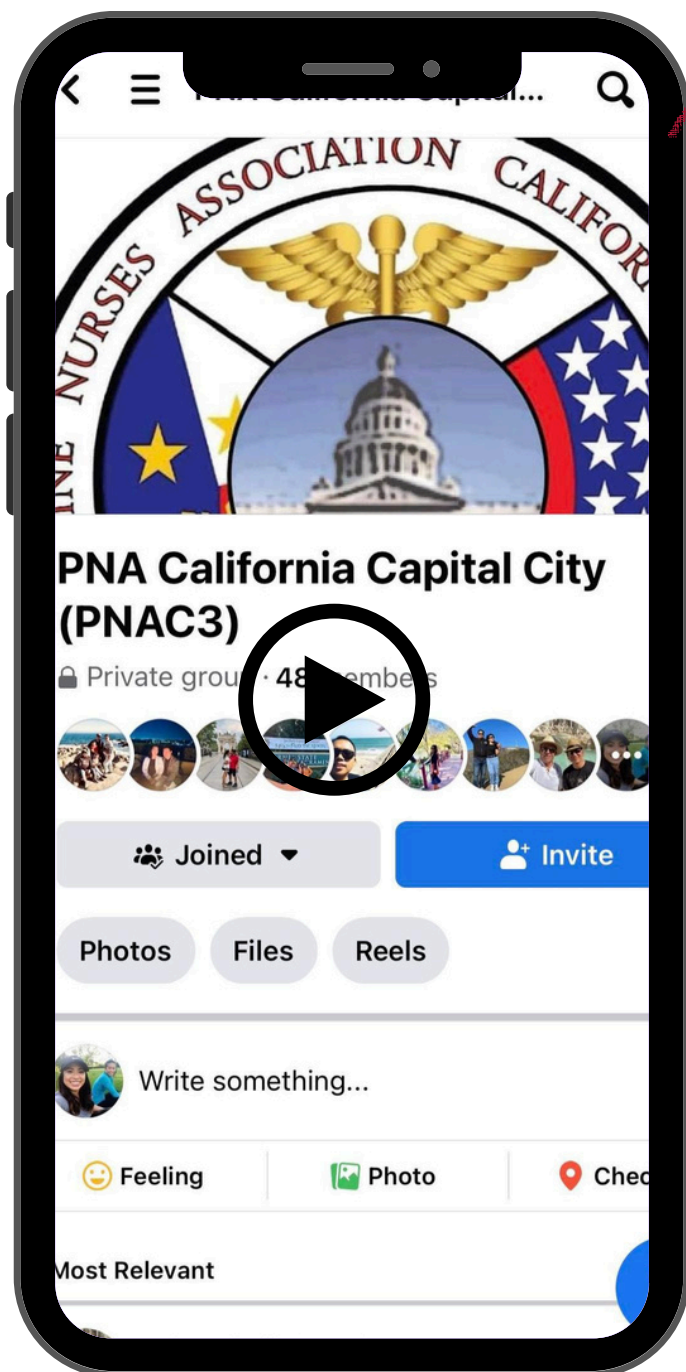 INE NURSES ASSOCIATION CALIFOR
PNA California Capital City
(PNAC3)
Private grou · 48
Joined
Invite
Photos Files Reels
Write something...
Feeling Photo Chec
Most Relevant